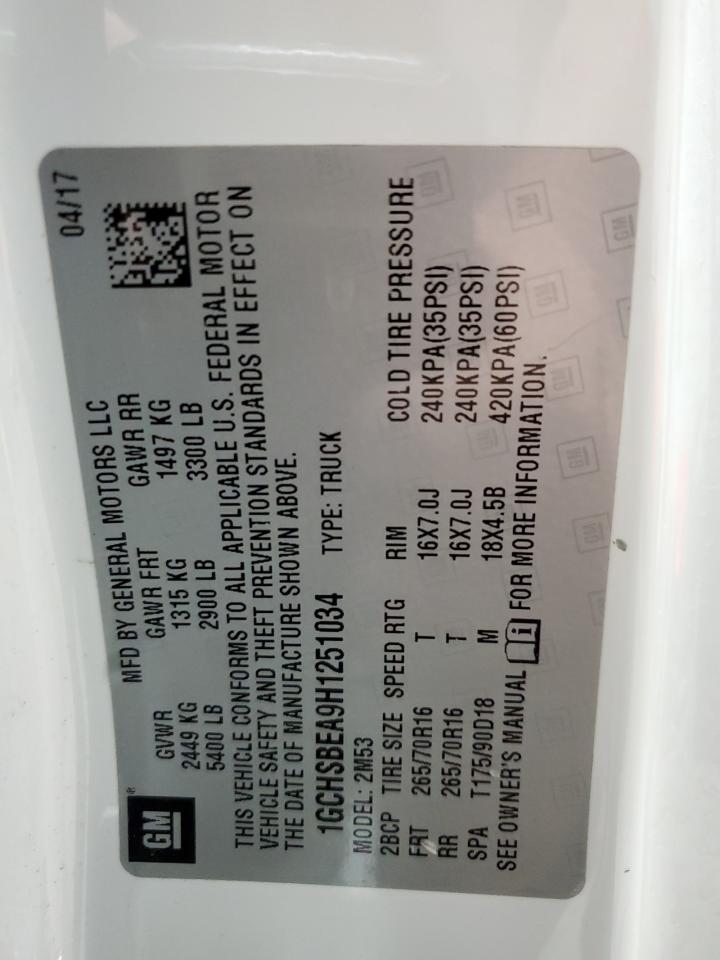 GM®
MFD BY GENERAL MOTORS LLC 04/17
GVWR GAWR FRT GAWR RR
2449 KG 1315 KG 1497 KG
5400 LB 2900 LB 3300 LB
THIS VEHICLE CONFORMS TO ALL APPLICABLE U.S. FEDERAL MOTOR
VEHICLE SAFETY AND THEFT PREVENTION STANDARDS IN EFFECT ON
THE DATE OF MANUFACTURE SHOWN ABOVE.
1GCHSBEA9H1251034 TYPE: TRUCK
MODEL: 2M53
2BCP TIRE SIZE SPEED RTG RIM COLD TIRE PRESSURE
FRT 265/70R16 T 16X7.0J 240KPA(35PSI)
RR 265/70R16 T 16X7.0J 240KPA(35PSI)
SPA T175/90D18 M 18X4.5B 420KPA(60PSI)
SEE OWNER'S MANUAL FOR MORE INFORMATION.